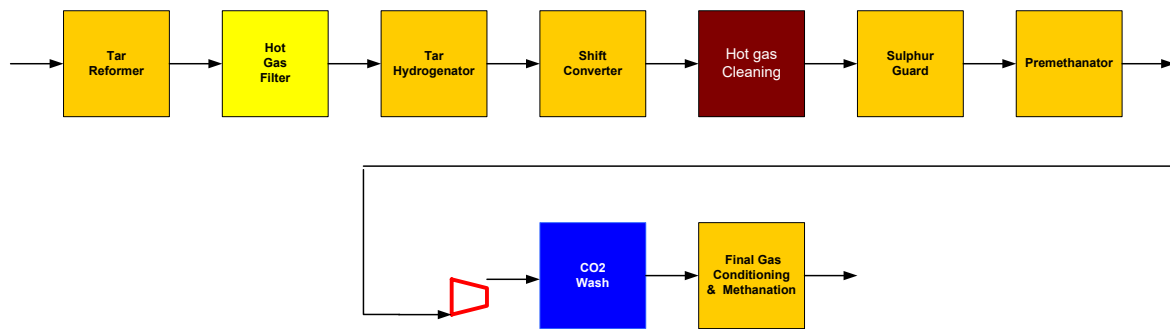 Tar
Reformer
Hot
Gas
Filter
Tar
Hydrogenator
Shift
Converter
Hot gas
Cleaning
Sulphur
Guard
Premethanator
CO2
Wash
Final Gas
Conditioning
& Methanation